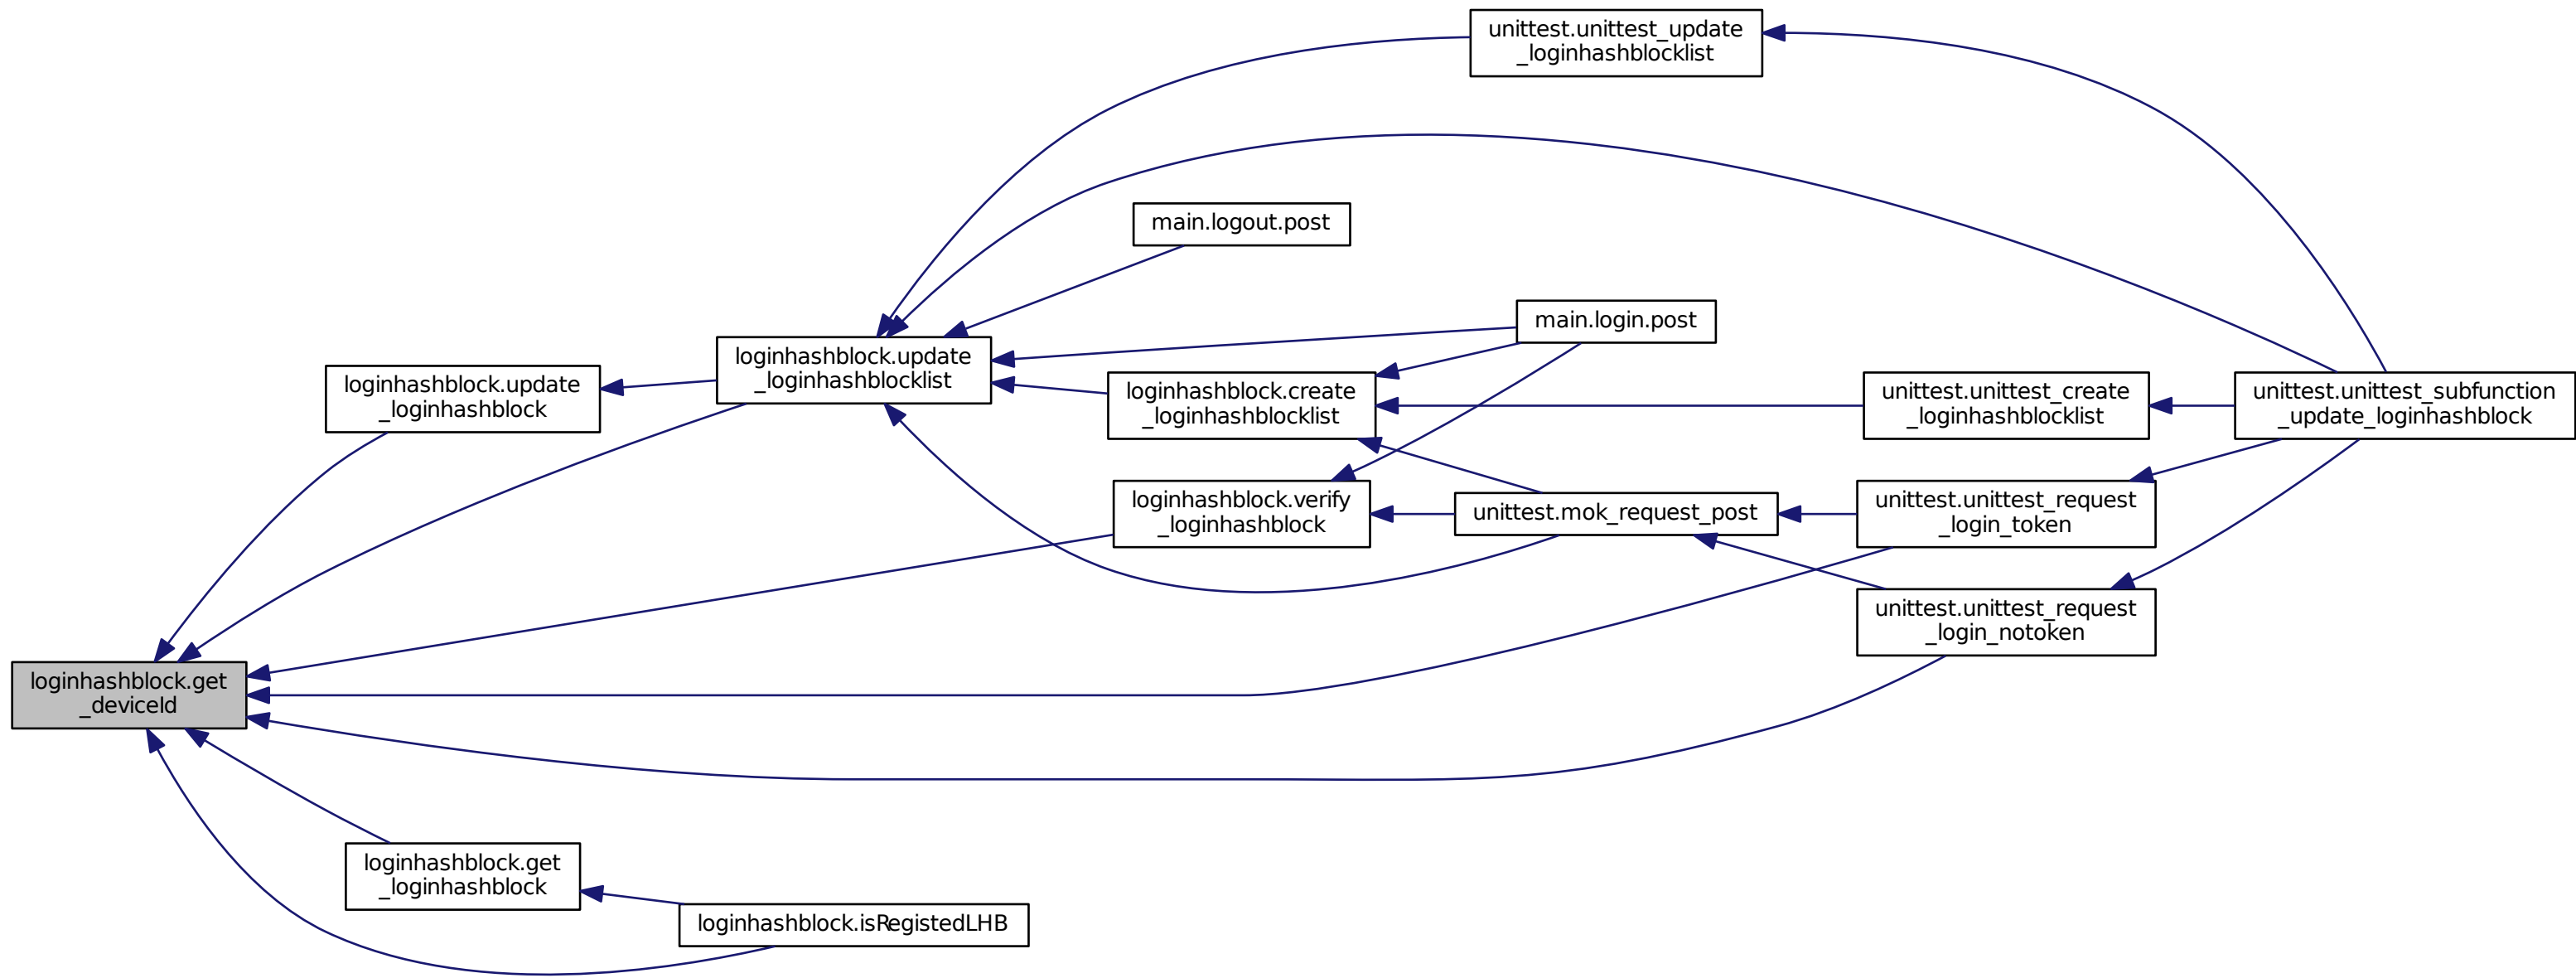 unittest.unittest_update
_loginhashblocklist
main.logout.post
main.login.post
loginhashblock.update
_loginhashblocklist
loginhashblock.update
_loginhashblock
loginhashblock.create
_loginhashblocklist
unittest.unittest_create
_loginhashblocklist
unittest.unittest_subfunction
_update_loginhashblock
loginhashblock.verify
_loginhashblock
unittest.mok_request_post
unittest.unittest_request
_login_token
unittest.unittest_request
_login_notoken
loginhashblock.get
_deviceId
loginhashblock.get
_loginhashblock
loginhashblock.isRegistedLHB